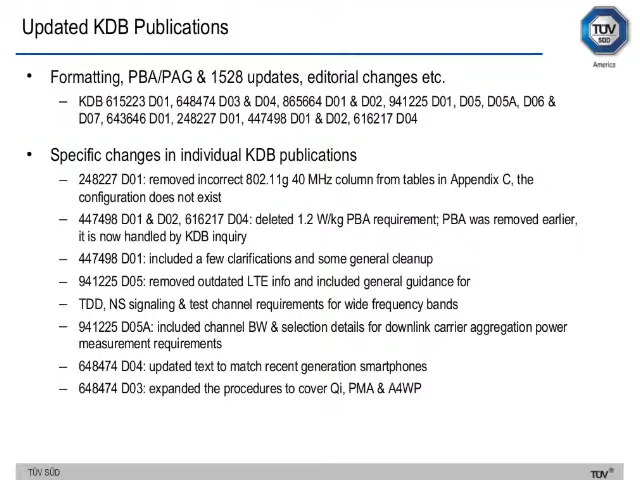 Updated KDB Publications
TÜV
SÜD
America
• Formatting, PBA/PAG & 1528 updates, editorial changes etc.
– KDB 615223 D01, 648474 D03 & D04, 865664 D01 & D02, 941225 D01, D05, D05A, D06 &
D07, 643646 D01, 248227 D01, 447498 D01 & D02, 616217 D04
• Specific changes in individual KDB publications
– 248227 D01: removed incorrect 802.11g 40 MHz column from tables in Appendix C, the
configuration does not exist
– 447498 D01 & D02, 616217 D04: deleted 1.2 W/kg PBA requirement; PBA was removed earlier,
it is now handled by KDB inquiry
– 447498 D01: included a few clarifications and some general cleanup
– 941225 D05: removed outdated LTE info and included general guidance for
– TDD, NS signaling & test channel requirements for wide frequency bands
– 941225 D05A: included channel BW & selection details for downlink carrier aggregation power
measurement requirements
– 648474 D04: updated text to match recent generation smartphones
– 648474 D03: expanded the procedures to cover Qi, PMA & A4WP
TÜV SÜD
TÜV®